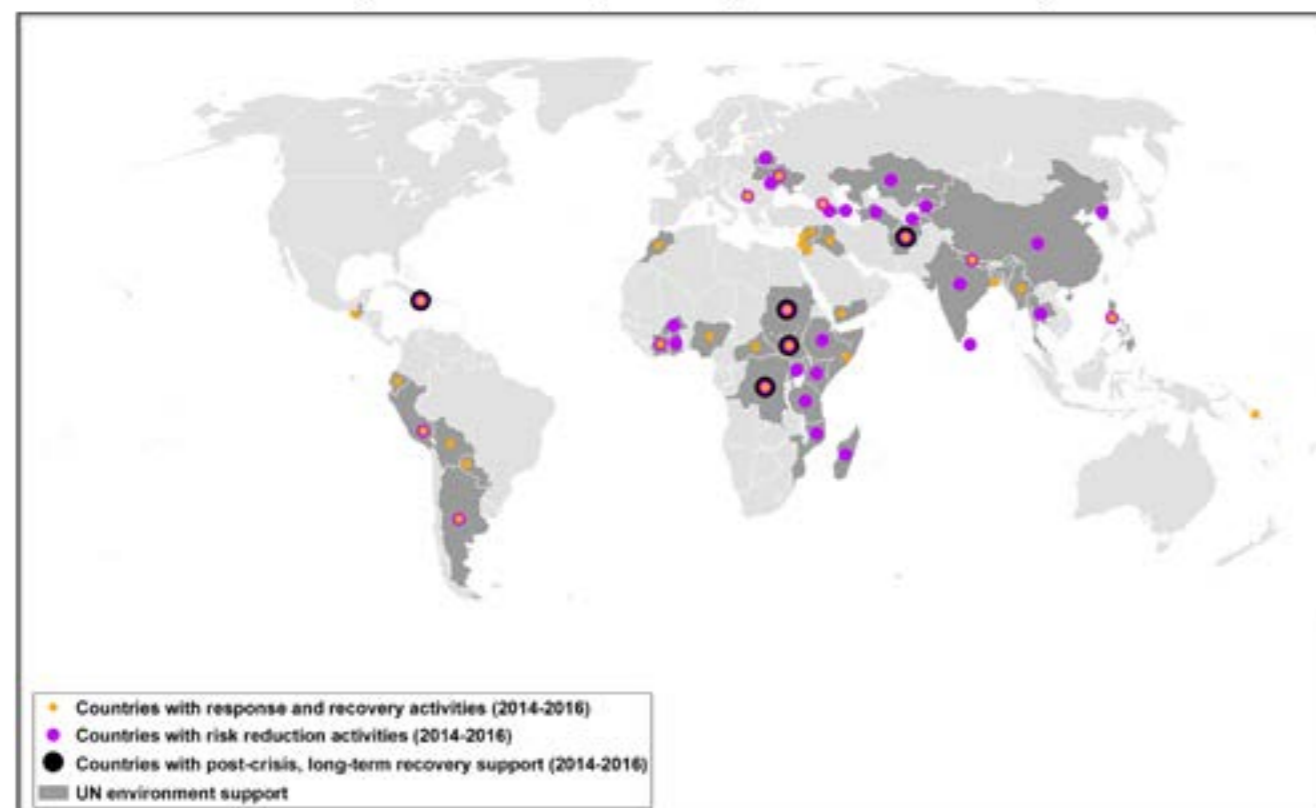 Countries with response and recovery activities (2014-2016)
Countries with risk reduction activities (2014-2016)
Countries with post-crisis, long-term recovery support (2014-2016)
UN environment support